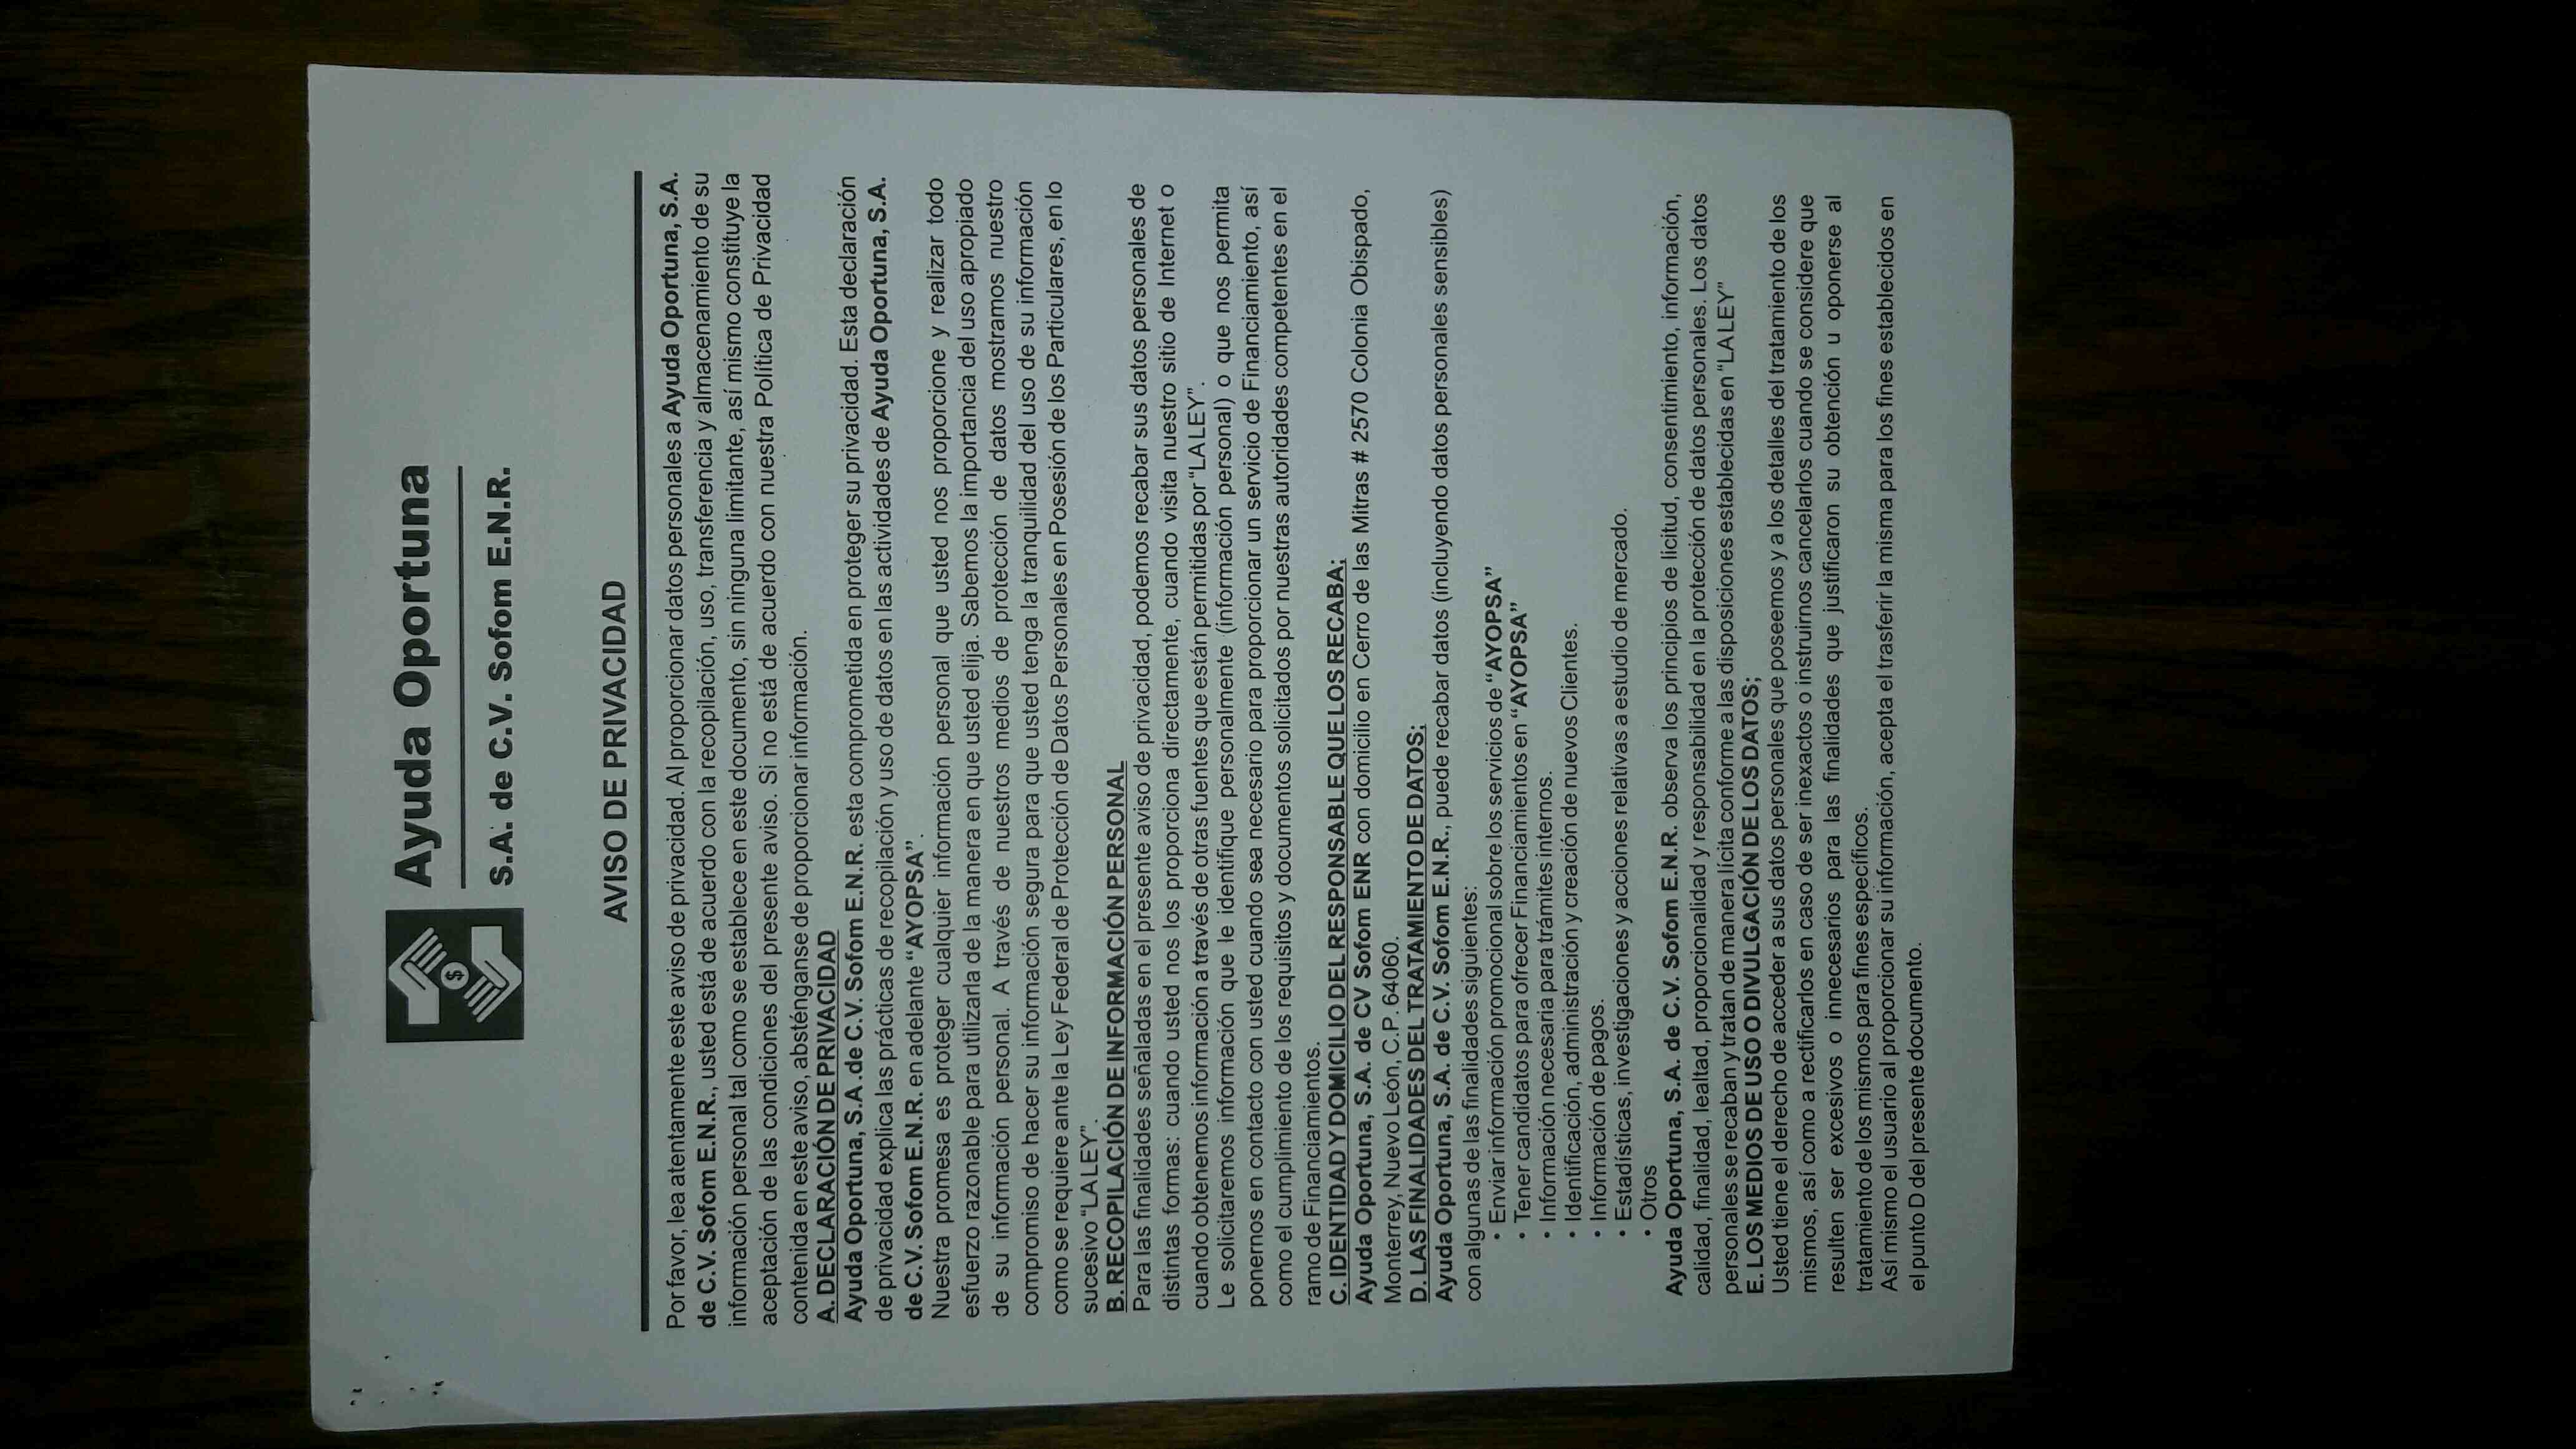 Ayuda Oportuna
S.A. de C.V. Sofom E.N.R.
AVISO DE PRIVACIDAD
Por favor, lea atentamente este aviso de privacidad. Al proporcionar datos personales a Ayuda Oportuna, S.A.
de C.V. Sofom E.N.R., usted está de acuerdo con la recopilación, uso, transferencia y almacenamiento de su
información personal tal como se establece en este documento, sin ninguna limitante, así mismo constituye la
aceptación de las condiciones del presente aviso. Si no está de acuerdo con nuestra Política de Privacidad
contenida en este aviso, absténganse de proporcionar información.
A. DECLARACIÓN DE PRIVACIDAD
Ayuda Oportuna, S.A. de C.V. Sofom E.N.R. esta comprometida en proteger su privacidad. Esta declaración
de privacidad explica las prácticas de recopilación y uso de datos en las actividades de Ayuda Oportuna, S.A.
de C.V. Sofom E.N.R. en adelante "AYOPSA".
Nuestra promesa es proteger cualquier información personal que usted nos proporcione y realizar todo
esfuerzo razonable para utilizarla de la manera en que usted elija. Sabemos la importancia del uso apropiado
de su información personal. A través de nuestros medios de protección de datos mostramos nuestro
compromiso de hacer su información segura para que usted tenga la tranquilidad del uso de su información
como se requiere ante la Ley Federal de Protección de Datos Personales en Posesión de los Particulares, en lo
sucesivo "LA LEY".
B. RECOPILACIÓN DE INFORMACIÓN PERSONAL
Para las finalidades señaladas en el presente aviso de privacidad, podemos recabar sus datos personales de
distintas formas: cuando usted nos los proporciona directamente, cuando visita nuestro sitio de Internet o
cuando obtenemos información a través de otras fuentes que están permitidas por "LA LEY".
Le solicitaremos información que le identifique personalmente (información personal) o que nos permita
ponernos en contacto con usted cuando sea necesario para proporcionar un servicio de Financiamiento, así
como el cumplimiento de los requisitos y documentos solicitados por nuestras autoridades competentes en el
ramo de Financiamientos.
C. IDENTIDAD Y DOMICILIO DEL RESPONSABLE QUE LOS RECABA;
Ayuda Oportuna, S.A. de CV Sofom ENR con domicilio en Cerro de las Mitras # 2570 Colonia Obispado,
Monterrey, Nuevo León, C.P. 64060.
D. LAS FINALIDADES DEL TRATAMIENTO DE DATOS;
Ayuda Oportuna, S.A. de C.V. Sofom E.N.R., puede recabar datos (incluyendo datos personales sensibles)
con algunas de las finalidades siguientes:
• Enviar información promocional sobre los servicios de "AYOPSA"
• Tener candidatos para ofrecer Financiamientos en "AYOPSA"
• Información necesaria para trámites internos.
• Identificación, administración y creación de nuevos Clientes.
• Información de pagos.
• Estadísticas, investigaciones y acciones relativas a estudio de mercado.
• Otros
Ayuda Oportuna, S.A. de C.V. Sofom E.N.R. observa los principios de licitud, consentimiento, información,
calidad, finalidad, lealtad, proporcionalidad y responsabilidad en la protección de datos personales. Los datos
personales se recaban y tratan de manera lícita conforme a las disposiciones establecidas en "LA LEY"
E. LOS MEDIOS DE USO O DIVULGACIÓN DE LOS DATOS;
Usted tiene el derecho de acceder a sus datos personales que poseemos y a los detalles del tratamiento de los
mismos, así como a rectificarlos en caso de ser inexactos o instruirnos cancelarlos cuando se considere que
resulten ser excesivos o innecesarios para las finalidades que justificaron su obtención u oponerse al
tratamiento de los mismos para fines específicos.
Así mismo el usuario al proporcionar su información, acepta el trasferir la misma para los fines establecidos en
el punto D del presente documento.